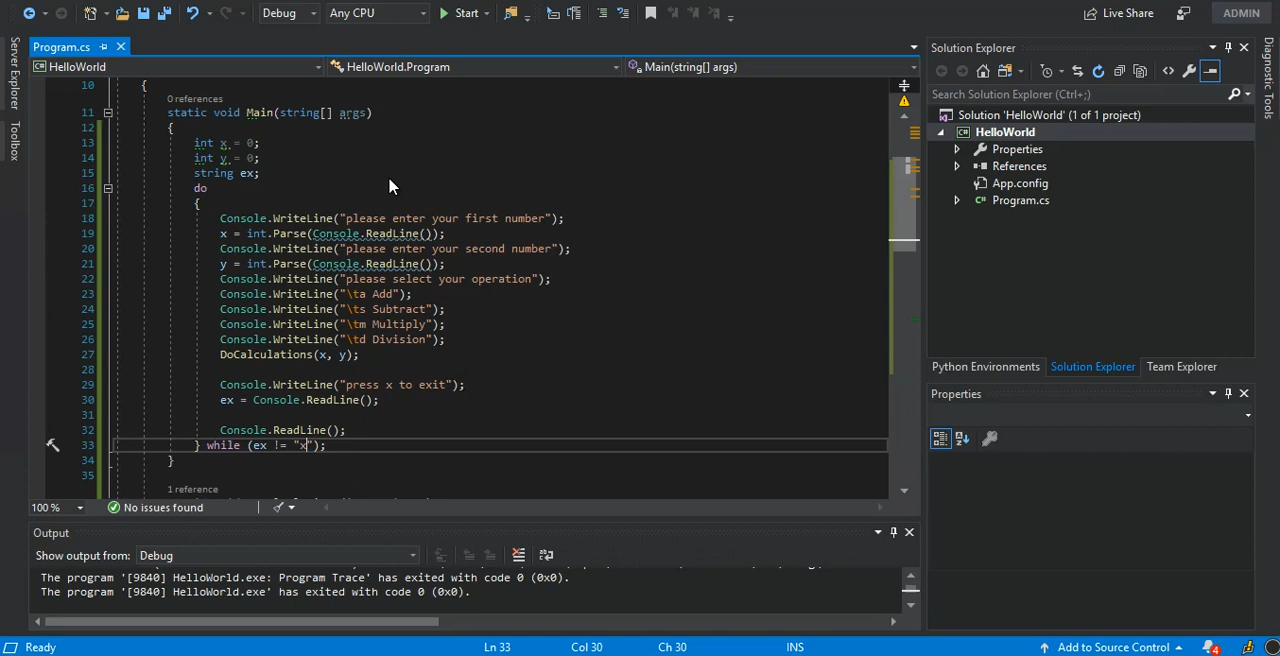 Debug
Any CPU
Start
Live Share
ADMIN
Server Explorer
Toolbox
Program.cs
HelloWorld
HelloWorld.Program
Main(string[] args)
10 {
0 references
11 static void Main(string[] args)
12 {
13 int x = 0;
14 int y = 0;
15 string ex;
16 do
17 {
18 Console.WriteLine("please enter your first number");
19 x = int.Parse(Console.ReadLine());
20 Console.WriteLine("please enter your second number");
21 y = int.Parse(Console.ReadLine());
22 Console.WriteLine("please select your operation");
23 Console.WriteLine("\ta Add");
24 Console.WriteLine("\ts Subtract");
25 Console.WriteLine("\tm Multiply");
26 Console.WriteLine("\td Division");
27 DoCalculations(x, y);
28
29 Console.WriteLine("press x to exit");
30 ex = Console.ReadLine();
31
32 Console.ReadLine();
33 } while (ex != "x");
34 }
35
1 reference
100 %
No issues found
Output
Show output from: Debug
The program '[9840] HelloWorld.exe: Program Trace' has exited with code 0 (0x0).
The program '[9840] HelloWorld.exe' has exited with code 0 (0x0).
Solution Explorer
Search Solution Explorer (Ctrl+;)
Solution 'HelloWorld' (1 of 1 project)
C# HelloWorld
Properties
References
App.config
C# Program.cs
Python Environments
Solution Explorer
Team Explorer
Properties
Diagnostic Tools
Ready
Ln 33
Col 30
Ch 30
INS
Add to Source Control
4